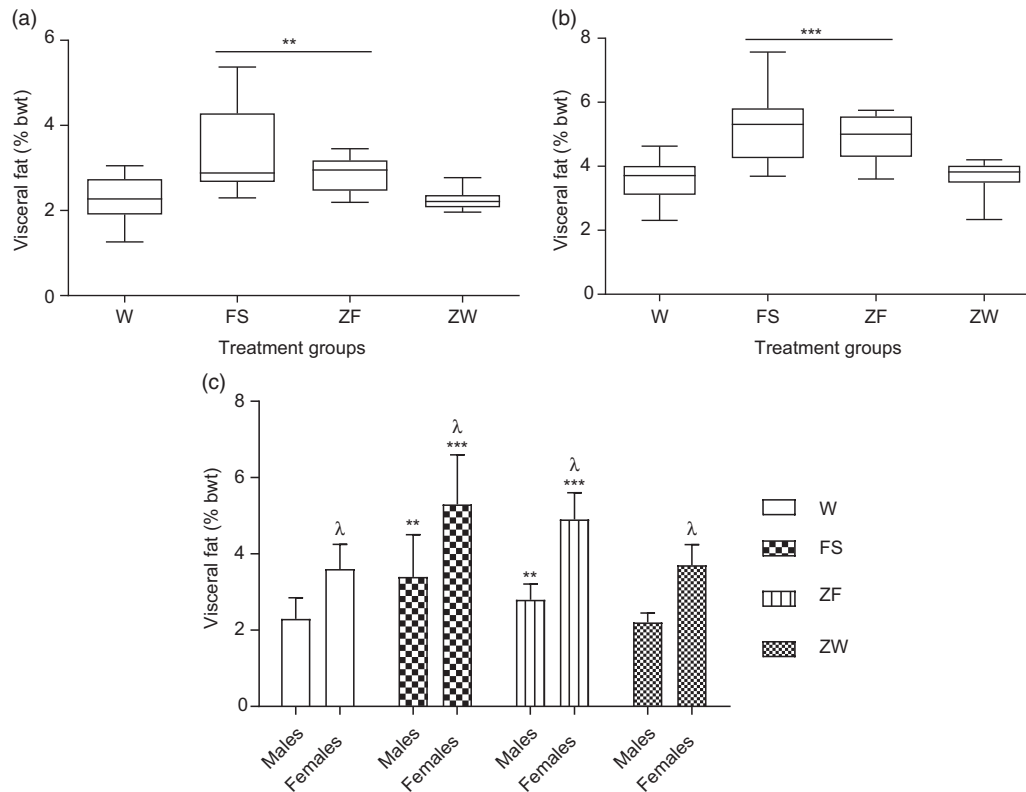 (a)
**
6
4
2
0
Visceral fat (% bwt)
W FS ZF ZW
Treatment groups
(b)
***
8
6
4
2
0
Visceral fat (% bwt)
W FS ZF ZW
Treatment groups
(c)
8
6
4
2
0
Visceral fat (% bwt)
λ
**
λ
***
**
λ
***
λ
Males Females Males Females Males Females Males Females
W
FS
ZF
ZW